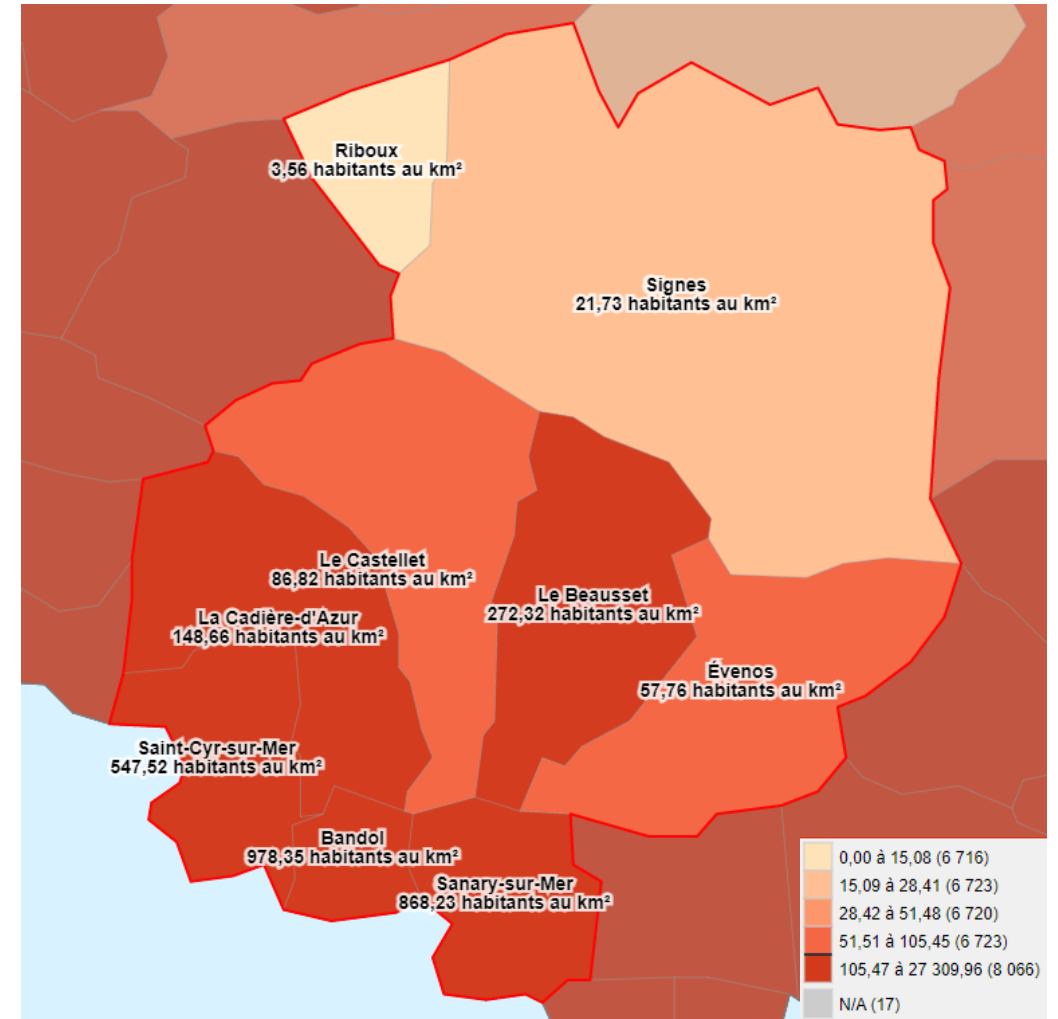 Riboux
3,56 habitants au km²
Signes
21,73 habitants au km²
Le Castellet
86,82 habitants au km²
Le Beausset
272,32 habitants au km²
La Cadière-d'Azur
148,66 habitants au km²
Évenos
57,76 habitants au km²
Saint-Cyr-sur-Mer
547,52 habitants au km²
Bandol
978,35 habitants au km²
Sanary-sur-Mer
868,23 habitants au km²
0,00 à 15,08 (6 716)
15,09 à 28,41 (6 723)
28,42 à 51,48 (6 720)
51,51 à 105,45 (6 723)
105,47 à 27 309,96 (8 066)
N/A (17)